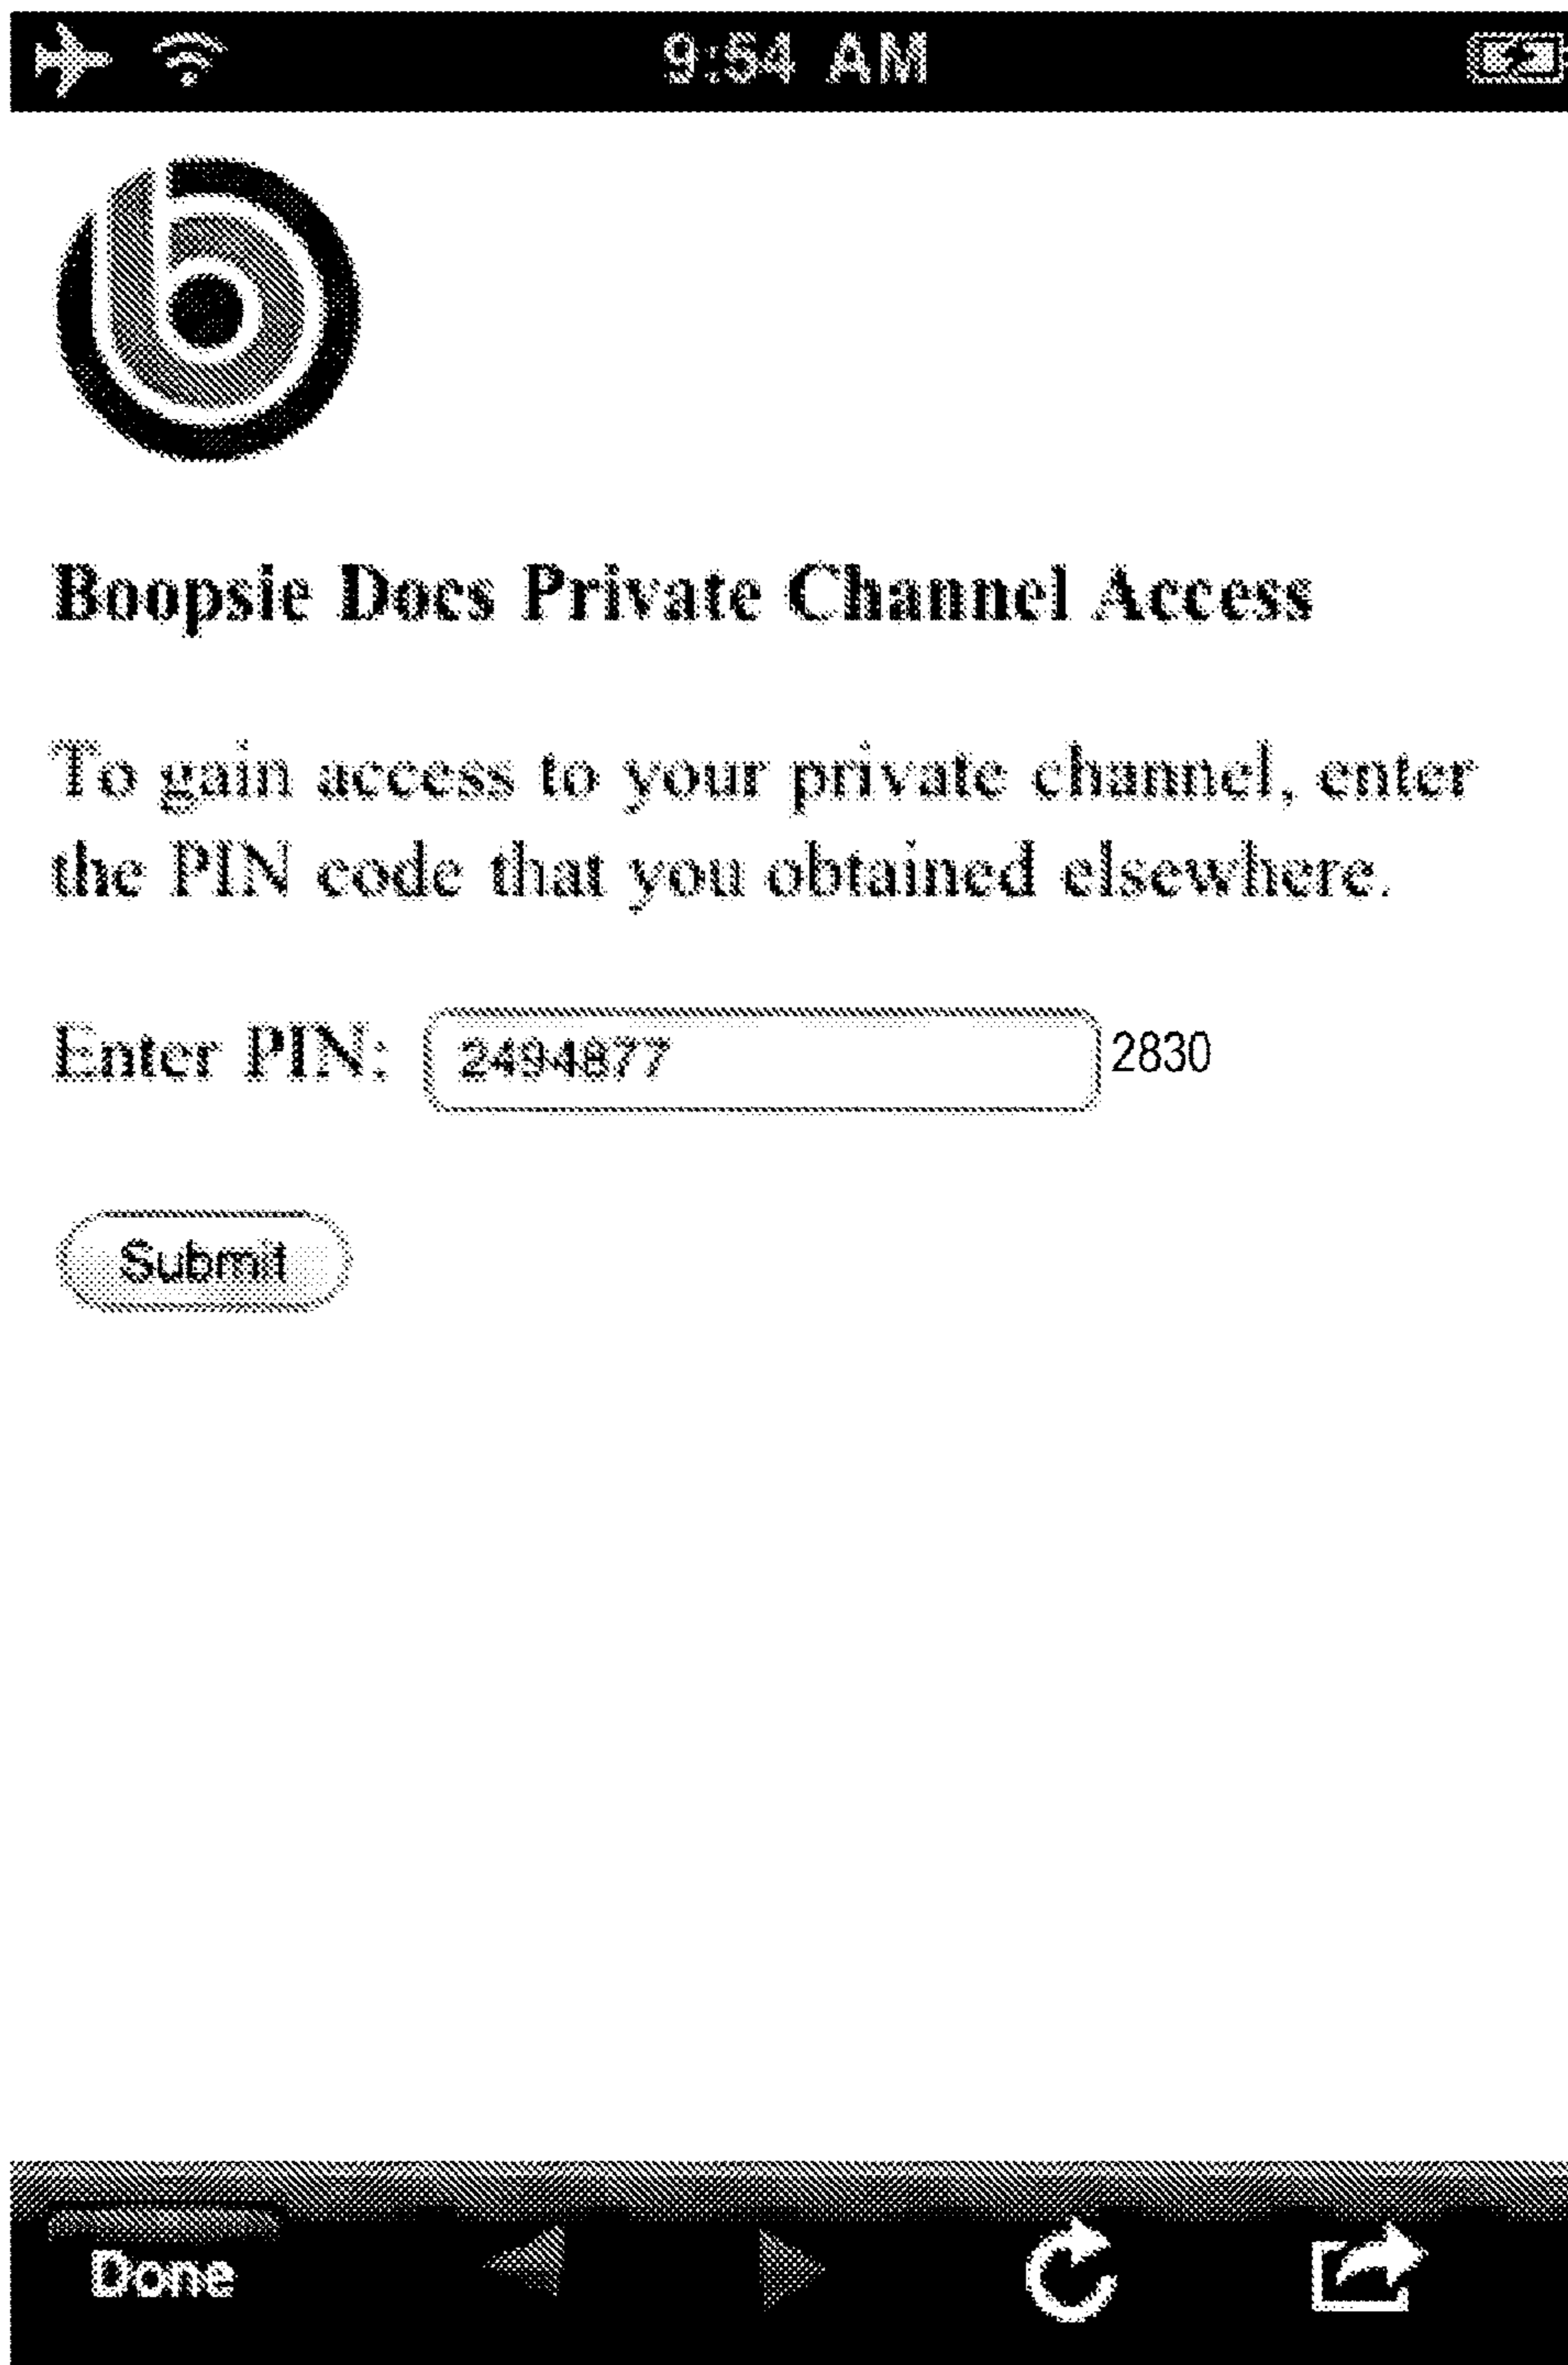 9:54 AM
Boopsie Docs Private Channel Access
To gain access to your private channel, enter
the PIN code that you obtained elsewhere.
Enter PIN: 2494877 2830
Submit
Done